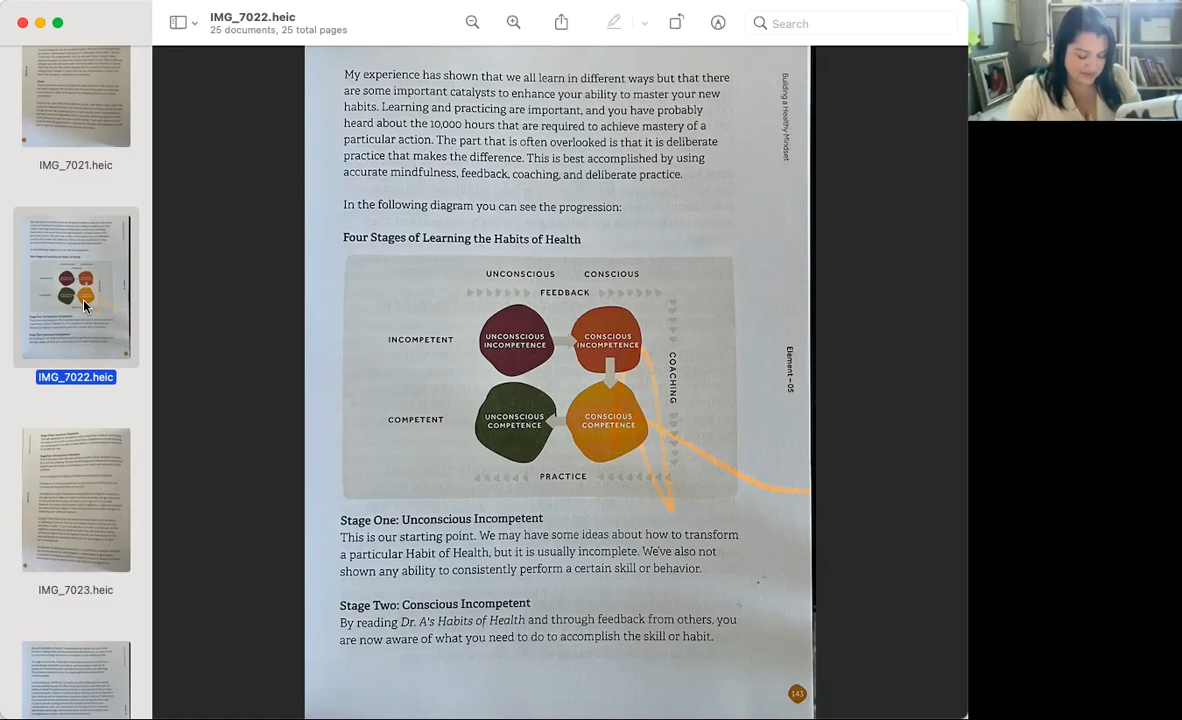 IMG_7022.heic
25 documents, 25 total pages
Search
IMG_7021.heic
IMG_7022.heic
IMG_7023.heic
My experience has shown that we all learn in different ways but that there
are some important catalysts to enhance your ability to master your new
habits. Learning and practice are important, and you have probably
heard about the 10,000 hours that are required to achieve mastery of a
particular action. The part that is often overlooked is that it is deliberate
practice that makes the difference. This is best accomplished by using
accurate mindfulness, feedback, coaching, and deliberate practice.
In the following diagram you can see the progression:
Four Stages of Learning the Habits of Health
UNCONSCIOUS CONSCIOUS
FEEDBACK
INCOMPETENT
UNCONSCIOUS
INCOMPETENCE
CONSCIOUS
INCOMPETENCE
COACHING
COMPETENT
UNCONSCIOUS
COMPETENCE
CONSCIOUS
COMPETENCE
PRACTICE
Stage One: Unconscious Incompetent
This is our starting point. We may have some ideas about how to transform
a particular Habit of Health, but it is usually incomplete. We've also not
shown any ability to consistently perform a certain skill or behavior.
Stage Two: Conscious Incompetent
By reading Dr. A's Habits of Health and through feedback from others, you
are now aware of what you need to do to accomplish the skill or habit.
Building a Healthy Mindset
Element – 05
143